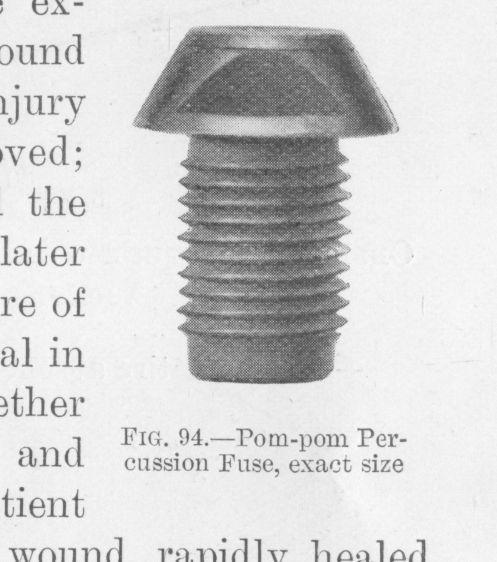 ex-
ound
njury
oved;
the
later
re of
al in
ether
and
tient
FIG. 94.—Pom-pom Per-
cussion Fuse, exact size
wound rapidly healed